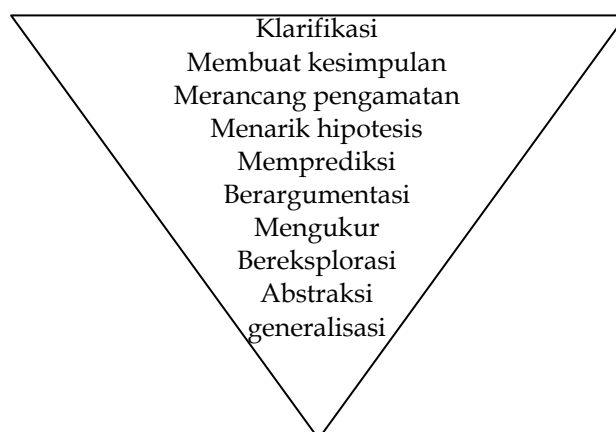 Klarifikasi
Membuat kesimpulan
Merancang pengamatan
Menarik hipotesis
Memprediksi
Berargumentasi
Mengukur
Bereksplorasi
Abstraksi
generalisasi